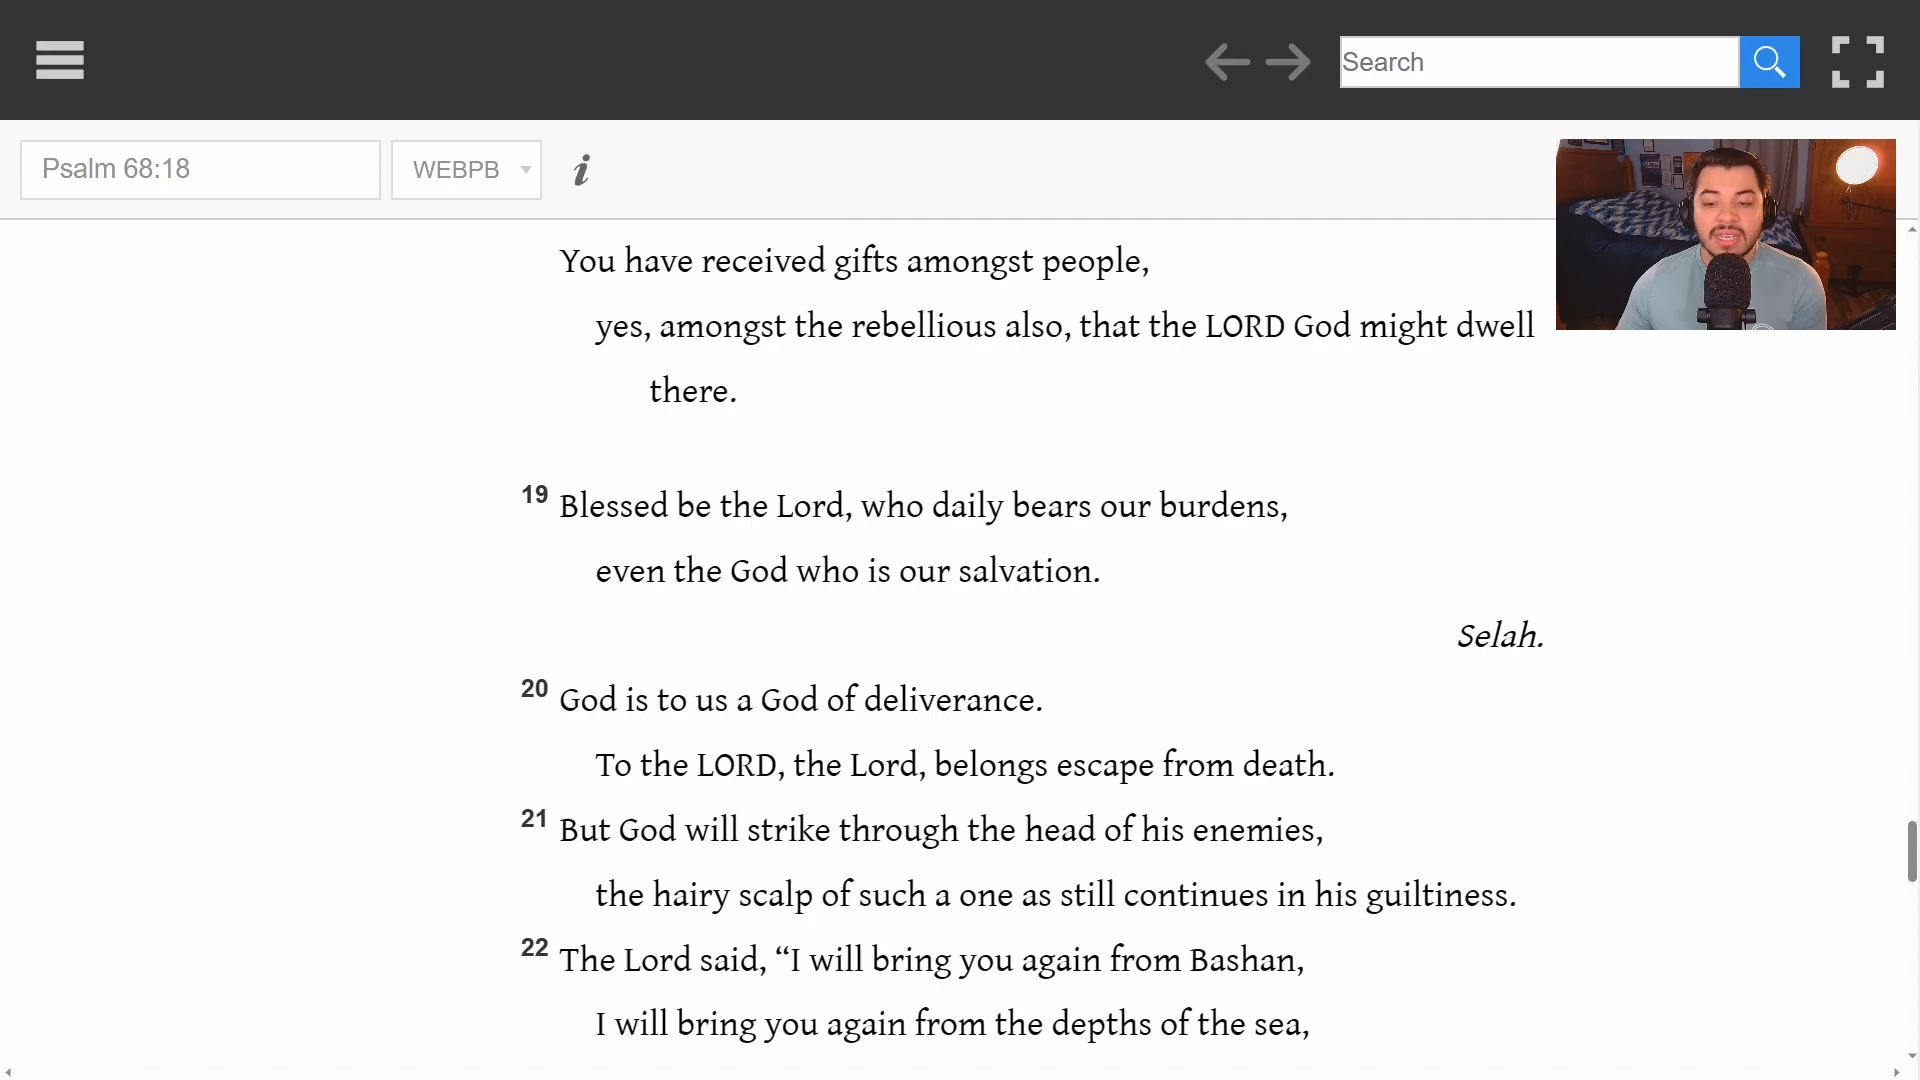 Search
Psalm 68:18
WEBPB
i
You have received gifts amongst people,
yes, amongst the rebellious also, that the LORD God might dwell
there.
19 Blessed be the Lord, who daily bears our burdens,
even the God who is our salvation.
Selah.
20 God is to us a God of deliverance.
To the LORD, the Lord, belongs escape from death.
21 But God will strike through the head of his enemies,
the hairy scalp of such a one as still continues in his guiltiness.
22 The Lord said, “I will bring you again from Bashan,
I will bring you again from the depths of the sea,